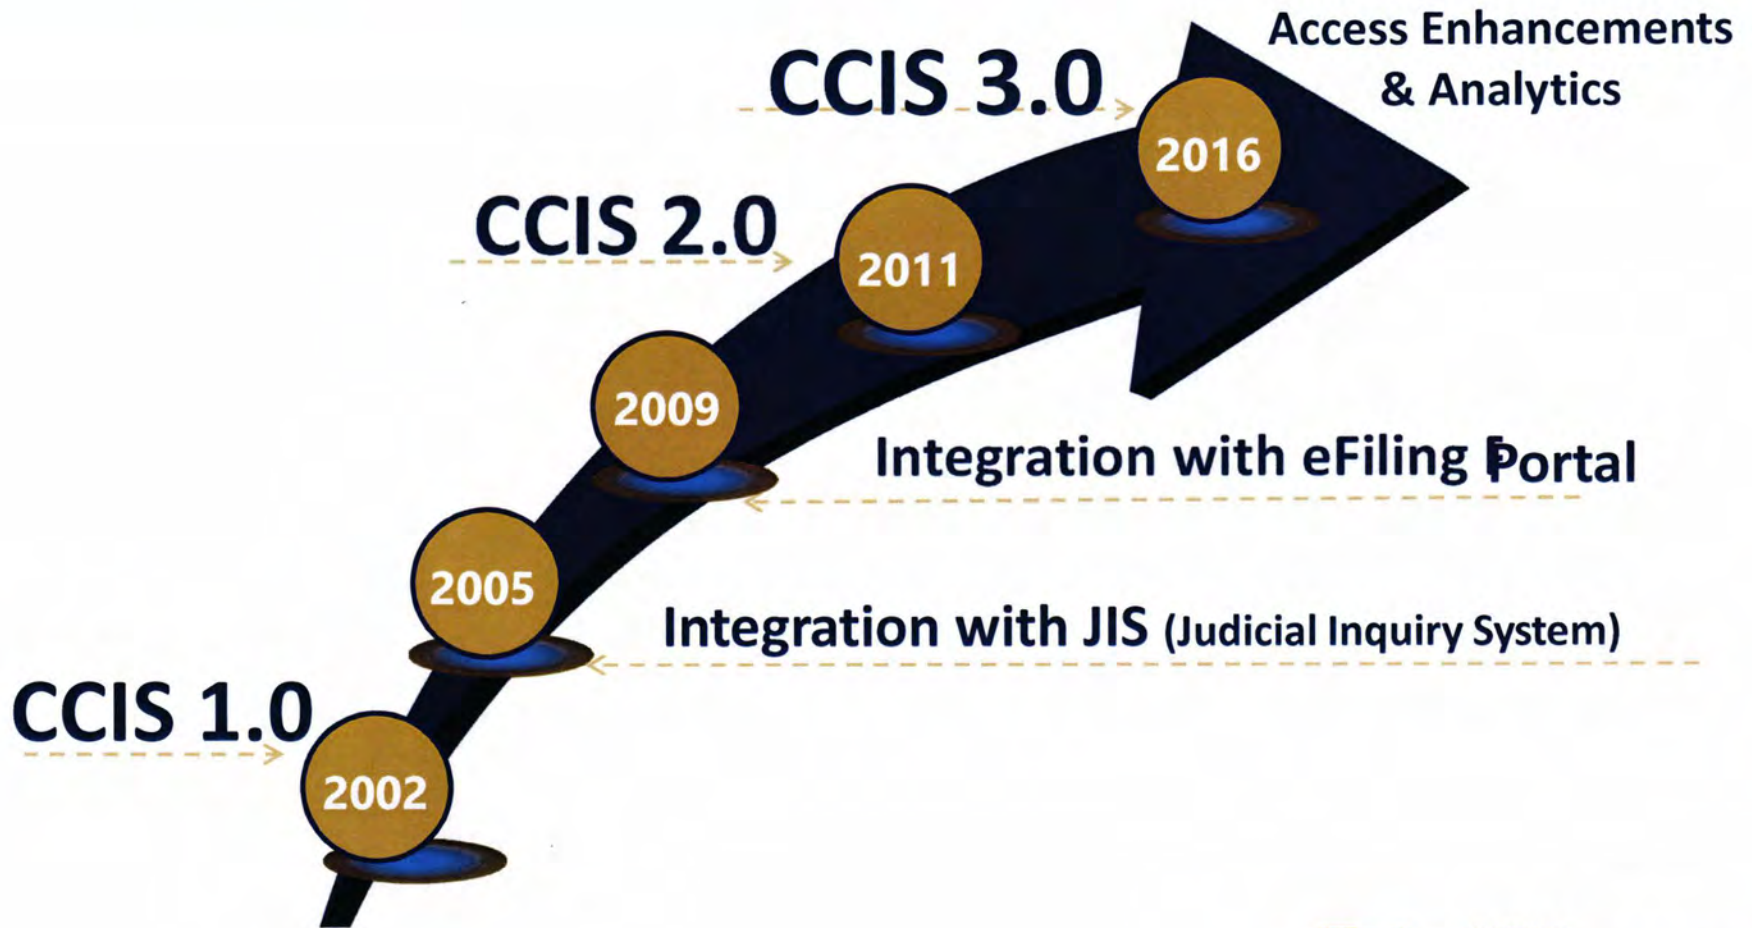 Access Enhancements
& Analytics
CCIS 3.0
2016
CCIS 2.0
2011
2009
Integration with eFiling Portal
2005
Integration with JIS (Judicial Inquiry System)
CCIS 1.0
2002